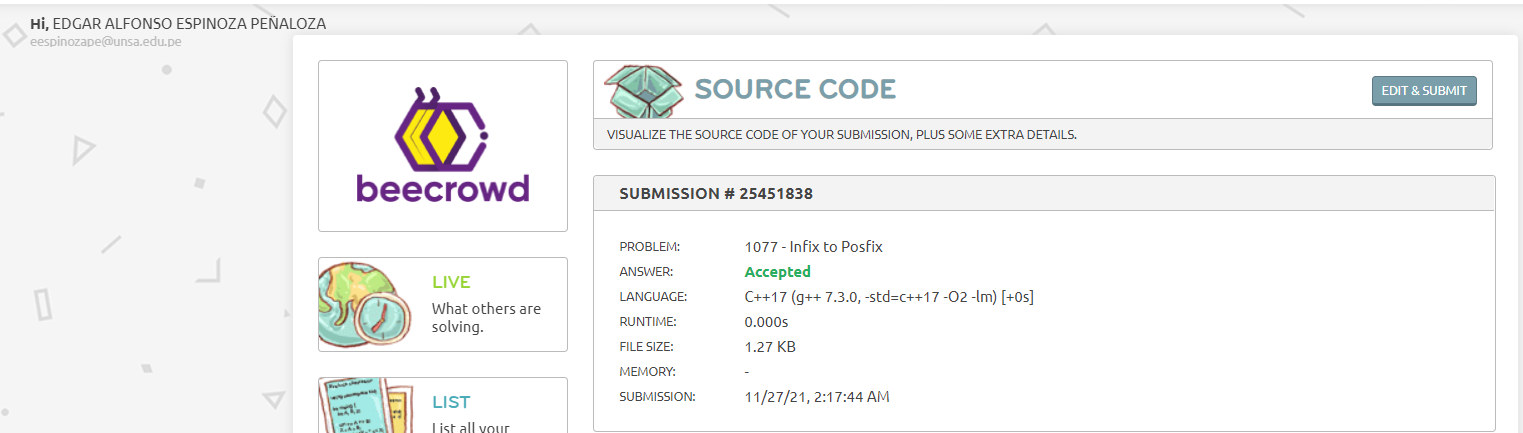 Hi, EDGAR ALFONSO ESPINOZA PEÑALOZA
eespinozape@unsa.edu.pe
beecrowd
LIVE
What others are
solving.
LIST
List all your
SOURCE CODE
EDIT & SUBMIT
VISUALIZE THE SOURCE CODE OF YOUR SUBMISSION, PLUS SOME EXTRA DETAILS.
SUBMISSION # 25451838
PROBLEM: 1077 - Infix to Posfix
ANSWER: Accepted
LANGUAGE: C++17 (g++ 7.3.0, -std=c++17 -O2 -lm) [+0s]
RUNTIME: 0.000s
FILE SIZE: 1.27 KB
MEMORY: -
SUBMISSION: 11/27/21, 2:17:44 AM